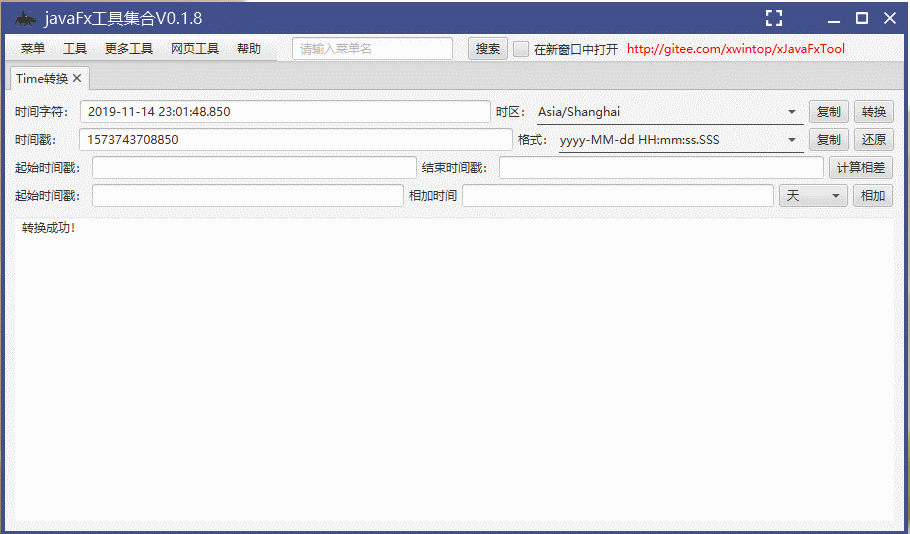 javaFx工具集合V0.1.8
菜单 工具 更多工具 网页工具 帮助 请输入菜单名 搜索 在新窗口中打开 http://gitee.com/xwintop/xJavaFxTool
Time转换
时间字符： 2019-11-14 23:01:48.850 时区： Asia/Shanghai 复制 转换
时间戳： 1573743708850 格式： yyyy-MM-dd HH:mm:ss.SSS 复制 还原
起始时间戳： 结束时间戳： 计算相差
起始时间戳： 相加时间 天 相加
转换成功！